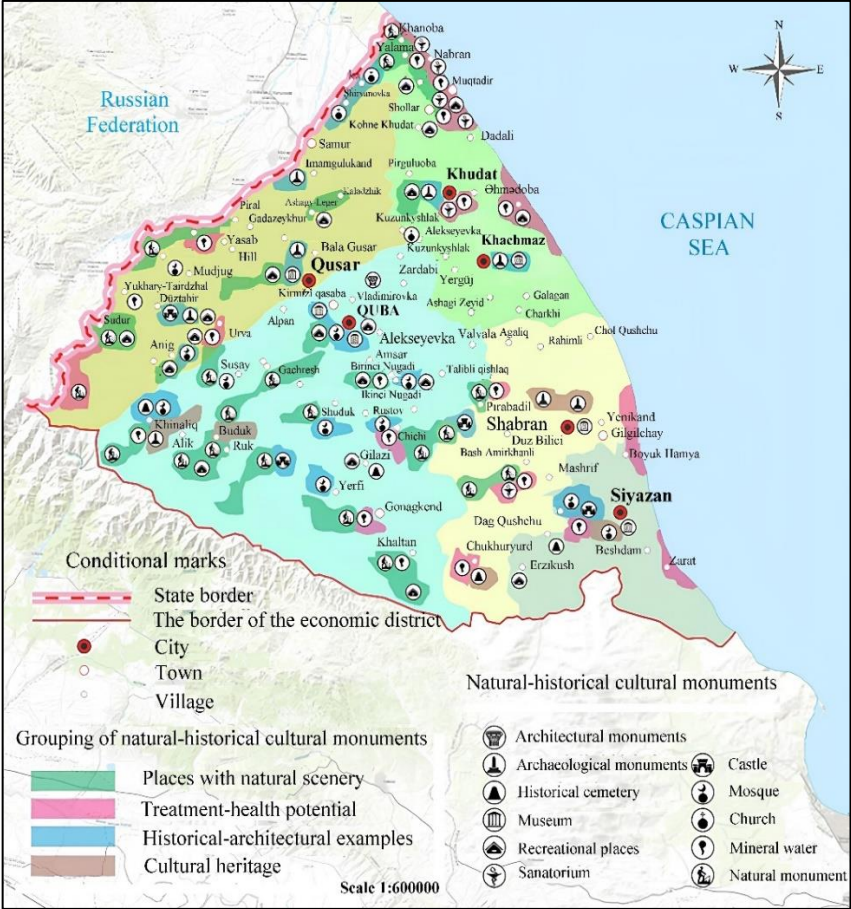 Khanoba
Yalama
Nabran
N
W
E
S
Russian
Federation
Shirvanovka
Muqtadir
Shollar
Kohne Khudat
Dadali
Samur
Imamgulukand
Pirguluoba
Khudat
Əhmədoba
Kaladzhik
Ashagy-Leger
Piral
Gadazeykhur
Kuzunkyshlak
Alekseyevka
CASPIAN
SEA
Yasab
Hill
Bala Gusar
Kuzunkyshlak
Khachmaz
Mudjug
Qusar
Zardabi
Yergüj
Yukhary-Tairdzhal
Düztahir
Kirmizi qasaba
Vladimirovka
Ashagi Zeyid
Galagan
Charkhi
Sudur
Urva
Alpan
QUBA
Alekseyevka
Valvala
Agaliq
Rahimli
Chol Qushchu
Anig
Susay
Gachresh
Amsar
Birinci Nugadi
Ikinci Nugadi
Talibli qishlaq
Pirabadil
Khinaliq
Alik
Buduk
Ruk
Shuduk
Rustov
Chichi
Shabran
Duz Bilici
Yenikand
Gilgilchay
Gilazi
Bash Amirkhanli
Boyuk Hamya
Mashrif
Yerfi
Siyazan
Gonagkend
Dag Qushchu
Khaltan
Chukhuryurd
Erzikush
Beshdam
Zarat
Conditional marks
State border
The border of the economic district
City
Town
Village
Grouping of natural-historical cultural monuments
Places with natural scenery
Treatment-health potential
Historical-architectural examples
Cultural heritage
Scale 1:600000
Natural-historical cultural monuments
Architectural monuments
Archaeological monuments
Castle
Historical cemetery
Mosque
Museum
Church
Recreational places
Mineral water
Sanatorium
Natural monument